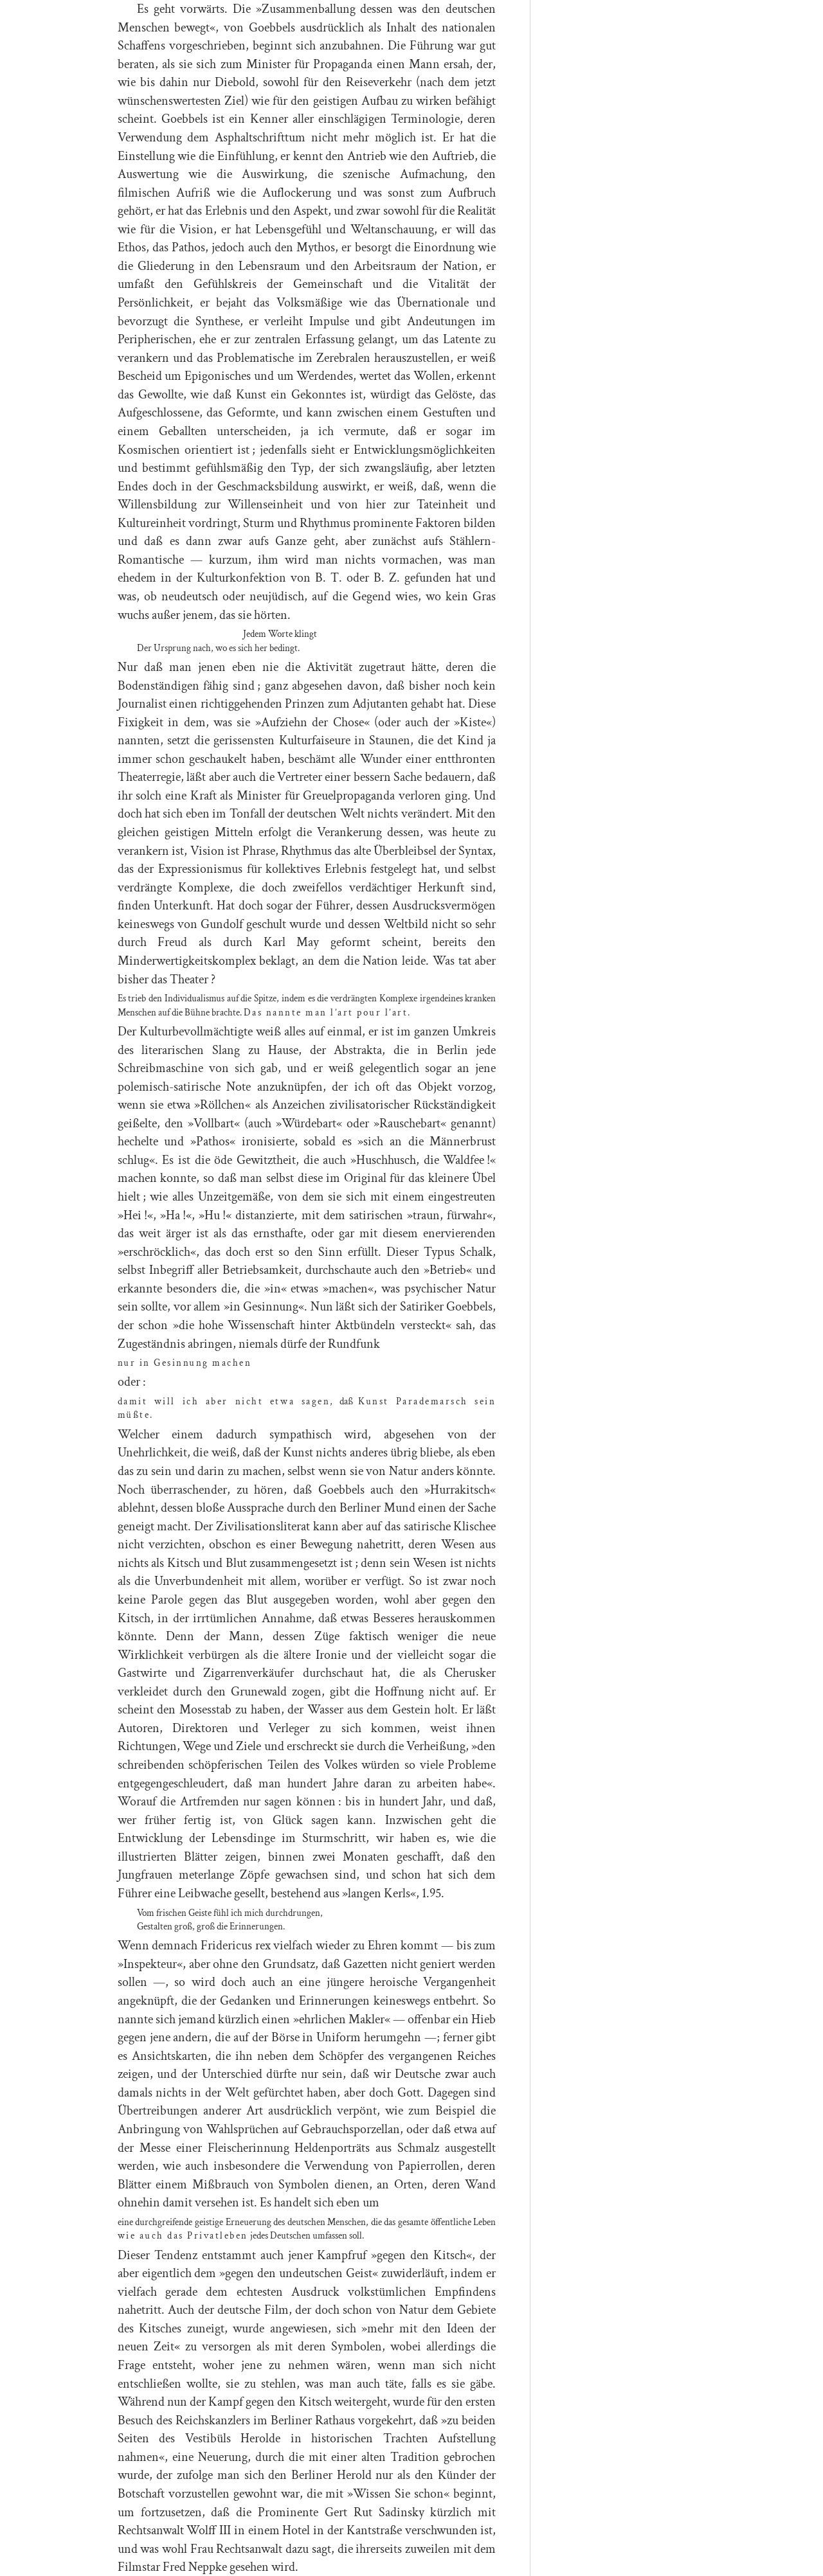 Es geht vorwärts. Die »Zusammenballung dessen was den deutschen
Menschen bewegt«, von Goebbels ausdrücklich als Inhalt des nationalen
Schaffens vorgeschrieben, beginnt sich anzubahnen. Die Führung war gut
beraten, als sie sich zum Minister für Propaganda einen Mann ersah, der,
wie bis dahin nur Diebold, sowohl für den Reiseverkehr (nach dem jetzt
wünschenswertesten Ziel) wie für den geistigen Aufbau zu wirken befähigt
scheint. Goebbels ist ein Kenner aller einschlägigen Terminologie, deren
Verwendung dem Asphaltschrifttum nicht mehr möglich ist. Er hat die
Einstellung wie die Einfühlung, er kennt den Antrieb wie den Auftrieb, die
Auswertung wie die Auswirkung, die szenische Aufmachung, den
filmischen Aufriß wie die Auflockerung und was sonst zum Aufbruch
gehört, er hat das Erlebnis und den Aspekt, und zwar sowohl für die Realität
wie für die Vision, er hat Lebensgefühl und Weltanschauung, er will das
Ethos, das Pathos, jedoch auch den Mythos, er besorgt die Einordnung wie
die Gliederung in den Lebensraum und den Arbeitsraum der Nation, er
umfaßt den Gefühlskreis der Gemeinschaft und die Vitalität der
Persönlichkeit, er bejaht das Volksmäßige wie das Übernationale und
bevorzugt die Synthese, er verleiht Impulse und gibt Andeutungen im
Peripherischen, ehe er zur zentralen Erfassung gelangt, um das Latente zu
verankern und das Problematische im Zerebralen herauszustellen, er weiß
Bescheid um Epigonisches und um Werdendes, wertet das Wollen, erkennt
das Gewollte, wie daß Kunst ein Gekonntes ist, würdigt das Gelöste, das
Aufgeschlossene, das Geformte, und kann zwischen einem Gestuften und
einem Geballten unterscheiden, ja ich vermute, daß er sogar im
Kosmischen orientiert ist ; jedenfalls sieht er Entwicklungsmöglichkeiten
und bestimmt gefühlsmäßig den Typ, der sich zwangsläufig, aber letzten
Endes doch in der Geschmacksbildung auswirkt, er weiß, daß, wenn die
Willensbildung zur Willenseinheit und von hier zur Tateinheit und
Kultureinheit vordringt, Sturm und Rhythmus prominente Faktoren bilden
und daß es dann zwar aufs Ganze geht, aber zunächst aufs Stählern-
Romantische — kurzum, ihm wird man nichts vormachen, was man
ehedem in der Kulturkonfektion von B. T. oder B. Z. gefunden hat und
was, ob neudeutsch oder neujüdisch, auf die Gegend wies, wo kein Gras
wuchs außer jenem, das sie hörten.
Jedem Worte klingt
Der Ursprung nach, wo es sich her bedingt.
Nur daß man jenen eben nie die Aktivität zugetraut hätte, deren die
Bodenständigen fähig sind ; ganz abgesehen davon, daß bisher noch kein
Journalist einen richtiggehenden Prinzen zum Adjutanten gehabt hat. Diese
Fixigkeit in dem, was sie »Aufziehn der Chose« (oder auch der »Kiste«)
nannten, setzt die gerissensten Kulturfaiseure in Staunen, die det Kind ja
immer schon geschaukelt haben, beschämt alle Wunder einer entthronten
Theaterregie, läßt aber auch die Vertreter einer bessern Sache bedauern, daß
ihr solch eine Kraft als Minister für Greuelpropaganda verloren ging. Und
doch hat sich eben im Tonfall der deutschen Welt nichts verändert. Mit den
gleichen geistigen Mitteln erfolgt die Verankerung dessen, was heute zu
verankern ist, Vision ist Phrase, Rhythmus das alte Überbleibsel der Syntax,
das der Expressionismus für kollektives Erlebnis festgelegt hat, und selbst
verdrängte Komplexe, die doch zweifellos verdächtiger Herkunft sind,
finden Unterkunft. Hat doch sogar der Führer, dessen Ausdrucksvermögen
keineswegs von Gundolf geschult wurde und dessen Weltbild nicht so sehr
durch Freud als durch Karl May geformt scheint, bereits den
Minderwertigkeitskomplex beklagt, an dem die Nation leide. Was tat aber
bisher das Theater ?
Es trieb den Individualismus auf die Spitze, indem es die verdrängten Komplexe irgendeines kranken
Menschen auf die Bühne brachte. Das nannte man l'art pour l'art.
Der Kulturbevollmächtigte weiß alles auf einmal, er ist im ganzen Umkreis
des literarischen Slang zu Hause, der Abstrakta, die in Berlin jede
Schreibmaschine von sich gab, und er weiß gelegentlich sogar an jene
polemisch-satirische Note anzuknüpfen, der ich oft das Objekt vorzog,
wenn sie etwa »Röllchen« als Anzeichen zivilisatorischer Rückständigkeit
geißelte, den »Vollbart« (auch »Würdebart« oder »Rauschebart« genannt)
hechelte und »Pathos« ironisierte, sobald es »sich an die Männerbrust
schlug«. Es ist die öde Gewitztheit, die auch »Huschhusch, die Waldfee !«
machen konnte, so daß man selbst diese im Original für das kleinere Übel
hielt ; wie alles Unzeitgemäße, von dem sie sich mit einem eingestreuten
»Hei !«, »Ha !«, »Hu !« distanzierte, mit dem satirischen »traun, fürwahr«,
das weit ärger ist als das ernsthafte, oder gar mit diesem enervierenden
»erschröcklich«, das doch erst so den Sinn erfüllt. Dieser Typus Schalk,
selbst Inbegriff aller Betriebsamkeit, durchschaute auch den »Betrieb« und
erkannte besonders die, die »in« etwas »machen«, was psychischer Natur
sein sollte, vor allem »in Gesinnung«. Nun läßt sich der Satiriker Goebbels,
der schon »die hohe Wissenschaft hinter Aktbündeln versteckt« sah, das
Zugeständnis abringen, niemals dürfe der Rundfunk
nur in Gesinnung machen
oder :
damit will ich aber nicht etwa sagen, daß Kunst Parademarsch sein
müßte.
Welcher einem dadurch sympathisch wird, abgesehen von der
Unehrlichkeit, die weiß, daß der Kunst nichts anderes übrig bliebe, als eben
das zu sein und darin zu machen, selbst wenn sie von Natur anders könnte.
Noch überraschender, zu hören, daß Goebbels auch den »Hurrakitsch«
ablehnt, dessen bloße Aussprache durch den Berliner Mund einen der Sache
geneigt macht. Der Zivilisationsliterat kann aber auf das satirische Klischee
nicht verzichten, obschon es einer Bewegung nahetritt, deren Wesen aus
nichts als Kitsch und Blut zusammengesetzt ist ; denn sein Wesen ist nichts
als die Unverbundenheit mit allem, worüber er verfügt. So ist zwar noch
keine Parole gegen das Blut ausgegeben worden, wohl aber gegen den
Kitsch, in der irrtümlichen Annahme, daß etwas Besseres herauskommen
könnte. Denn der Mann, dessen Züge faktisch weniger die neue
Wirklichkeit verbürgen als die ältere Ironie und der vielleicht sogar die
Gastwirte und Zigarrenverkäufer durchschaut hat, die als Cherusker
verkleidet durch den Grunewald zogen, gibt die Hoffnung nicht auf. Er
scheint den Mosesstab zu haben, der Wasser aus dem Gestein holt. Er läßt
Autoren, Direktoren und Verleger zu sich kommen, weist ihnen
Richtungen, Wege und Ziele und erschreckt sie durch die Verheißung, »den
schreibenden schöpferischen Teilen des Volkes würden so viele Probleme
entgegengeschleudert, daß man hundert Jahre daran zu arbeiten habe«.
Worauf die Artfremden nur sagen können : bis in hundert Jahr, und daß,
wer früher fertig ist, von Glück sagen kann. Inzwischen geht die
Entwicklung der Lebensdinge im Sturmschritt, wir haben es, wie die
illustrierten Blätter zeigen, binnen zwei Monaten geschafft, daß den
Jungfrauen meterlange Zöpfe gewachsen sind, und schon hat sich dem
Führer eine Leibwache gesellt, bestehend aus »langen Kerls«, 1.95.
Vom frischen Geiste fühl ich mich durchdrungen,
Gestalten groß, groß die Erinnerungen.
Wenn demnach Fridericus rex vielfach wieder zu Ehren kommt — bis zum
»Inspekteur«, aber ohne den Grundsatz, daß Gazetten nicht geniert werden
sollen —, so wird doch auch an eine jüngere heroische Vergangenheit
angeknüpft, die der Gedanken und Erinnerungen keineswegs entbehrt. So
nannte sich jemand kürzlich einen »ehrlichen Makler« — offenbar ein Hieb
gegen jene andern, die auf der Börse in Uniform herumgehn —; ferner gibt
es Ansichtskarten, die ihn neben dem Schöpfer des vergangenen Reiches
zeigen, und der Unterschied dürfte nur sein, daß wir Deutsche zwar auch
damals nichts in der Welt gefürchtet haben, aber doch Gott. Dagegen sind
Übertreibungen anderer Art ausdrücklich verpönt, wie zum Beispiel die
Anbringung von Wahlsprüchen auf Gebrauchsporzellan, oder daß etwa auf
der Messe einer Fleischerinnung Heldenporträts aus Schmalz ausgestellt
werden, wie auch insbesondere die Verwendung von Papierrollen, deren
Blätter einem Mißbrauch von Symbolen dienen, an Orten, deren Wand
ohnehin damit versehen ist. Es handelt sich eben um
eine durchgreifende geistige Erneuerung des deutschen Menschen, die das gesamte öffentliche Leben
wie auch das Privatleben jedes Deutschen umfassen soll.
Dieser Tendenz entstammt auch jener Kampfruf »gegen den Kitsch«, der
aber eigentlich dem »gegen den undeutschen Geist« zuwiderläuft, indem er
vielfach gerade dem echtesten Ausdruck volkstümlichen Empfindens
nahetritt. Auch der deutsche Film, der doch schon von Natur dem Gebiete
des Kitsches zuneigt, wurde angewiesen, sich »mehr mit den Ideen der
neuen Zeit« zu versorgen als mit deren Symbolen, wobei allerdings die
Frage entsteht, woher jene zu nehmen wären, wenn man sich nicht
entschließen wollte, sie zu stehlen, was man auch täte, falls es sie gäbe.
Während nun der Kampf gegen den Kitsch weitergeht, wurde für den ersten
Besuch des Reichskanzlers im Berliner Rathaus vorgekehrt, daß »zu beiden
Seiten des Vestibüls Herolde in historischen Trachten Aufstellung
nahmen«, eine Neuerung, durch die mit einer alten Tradition gebrochen
wurde, der zufolge man sich den Berliner Herold nur als den Künder der
Botschaft vorzustellen gewohnt war, die mit »Wissen Sie schon« beginnt,
um fortzusetzen, daß die Prominente Gert Rut Sadinsky kürzlich mit
Rechtsanwalt Wolff III in einem Hotel in der Kantstraße verschwunden ist,
und was wohl Frau Rechtsanwalt dazu sagt, die ihrerseits zuweilen mit dem
Filmstar Fred Neppke gesehen wird.